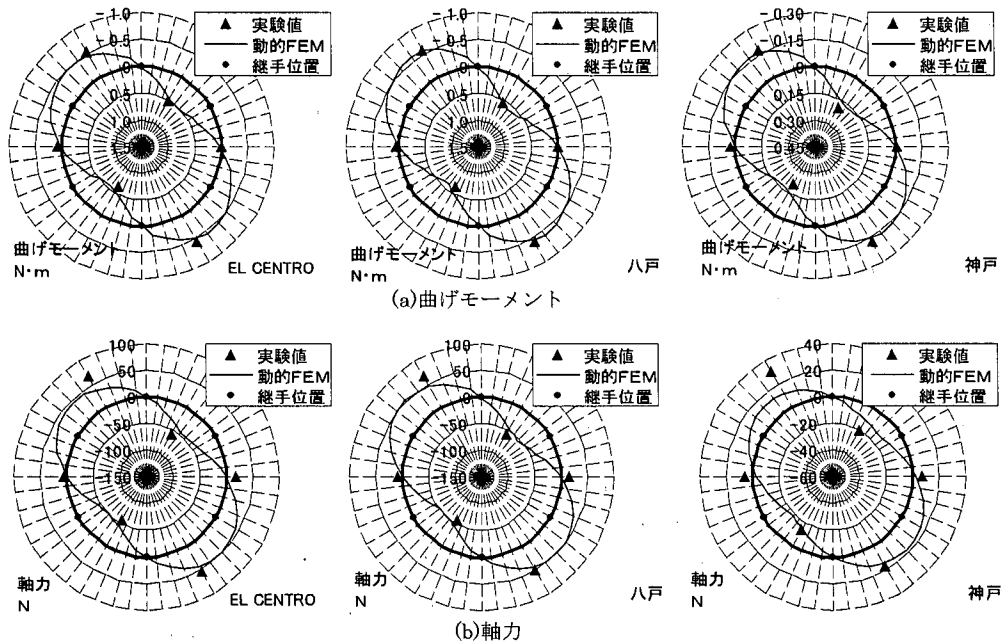 -1.0
-0.5
0
0.5
1.0
実験値
動的FEM
継手位置
曲げモーメント
N・m
EL CENTRO
-1.0
-0.5
0
0.5
1.0
実験値
動的FEM
継手位置
曲げモーメント
N・m
八戸
-0.30
-0.15
0
0.15
0.30
実験値
動的FEM
継手位置
曲げモーメント
N・m
神戸
(a)曲げモーメント
100
50
0
-50
-100
-150
実験値
動的FEM
継手位置
軸力
N
EL CENTRO
100
50
0
-50
-100
-150
実験値
動的FEM
継手位置
軸力
N
八戸
40
20
0
-20
-40
-60
実験値
動的FEM
継手位置
軸力
N
神戸
(b)軸力